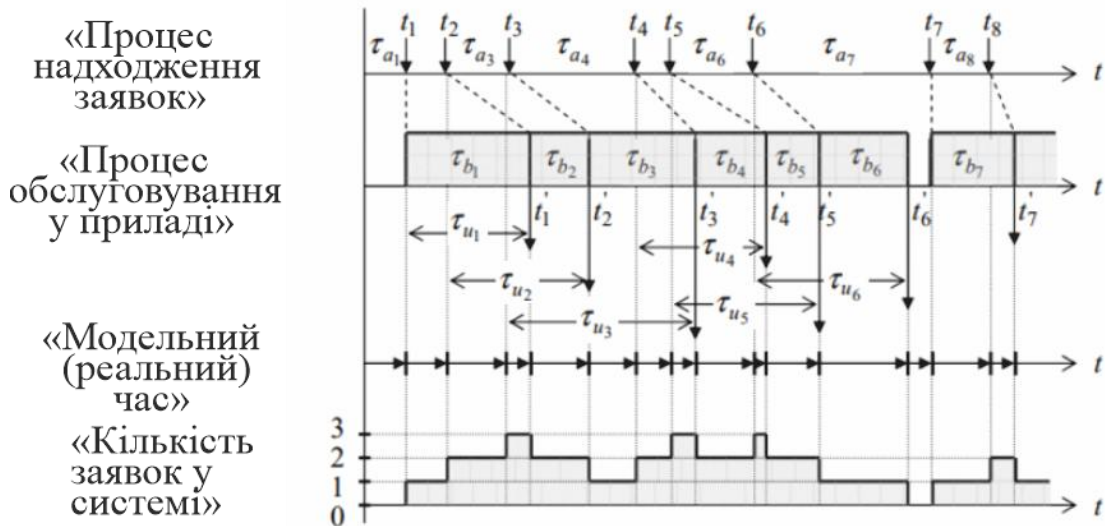 «Процес
надходження
заявок»
t₁ t₂ t₃ t₄ t₅ t₆ t₇ t₈
τa₁ τa₃ τa₄ τa₆ τa₇ τa₈
t
«Процес
обслуговування
у приладі»
τb₁ τb₂ τb₃ τb₄ τb₅ τb₆ τb₇
t
t'₁ t'₂ t'₃ t'₄ t'₅ t'₆ t'₇
τu₁
τu₄
τu₂
τu₆
τu₃
τu₅
«Модельний
(реальний)
час»
t
«Кількість
заявок у
системі»
3
2
1
0
t